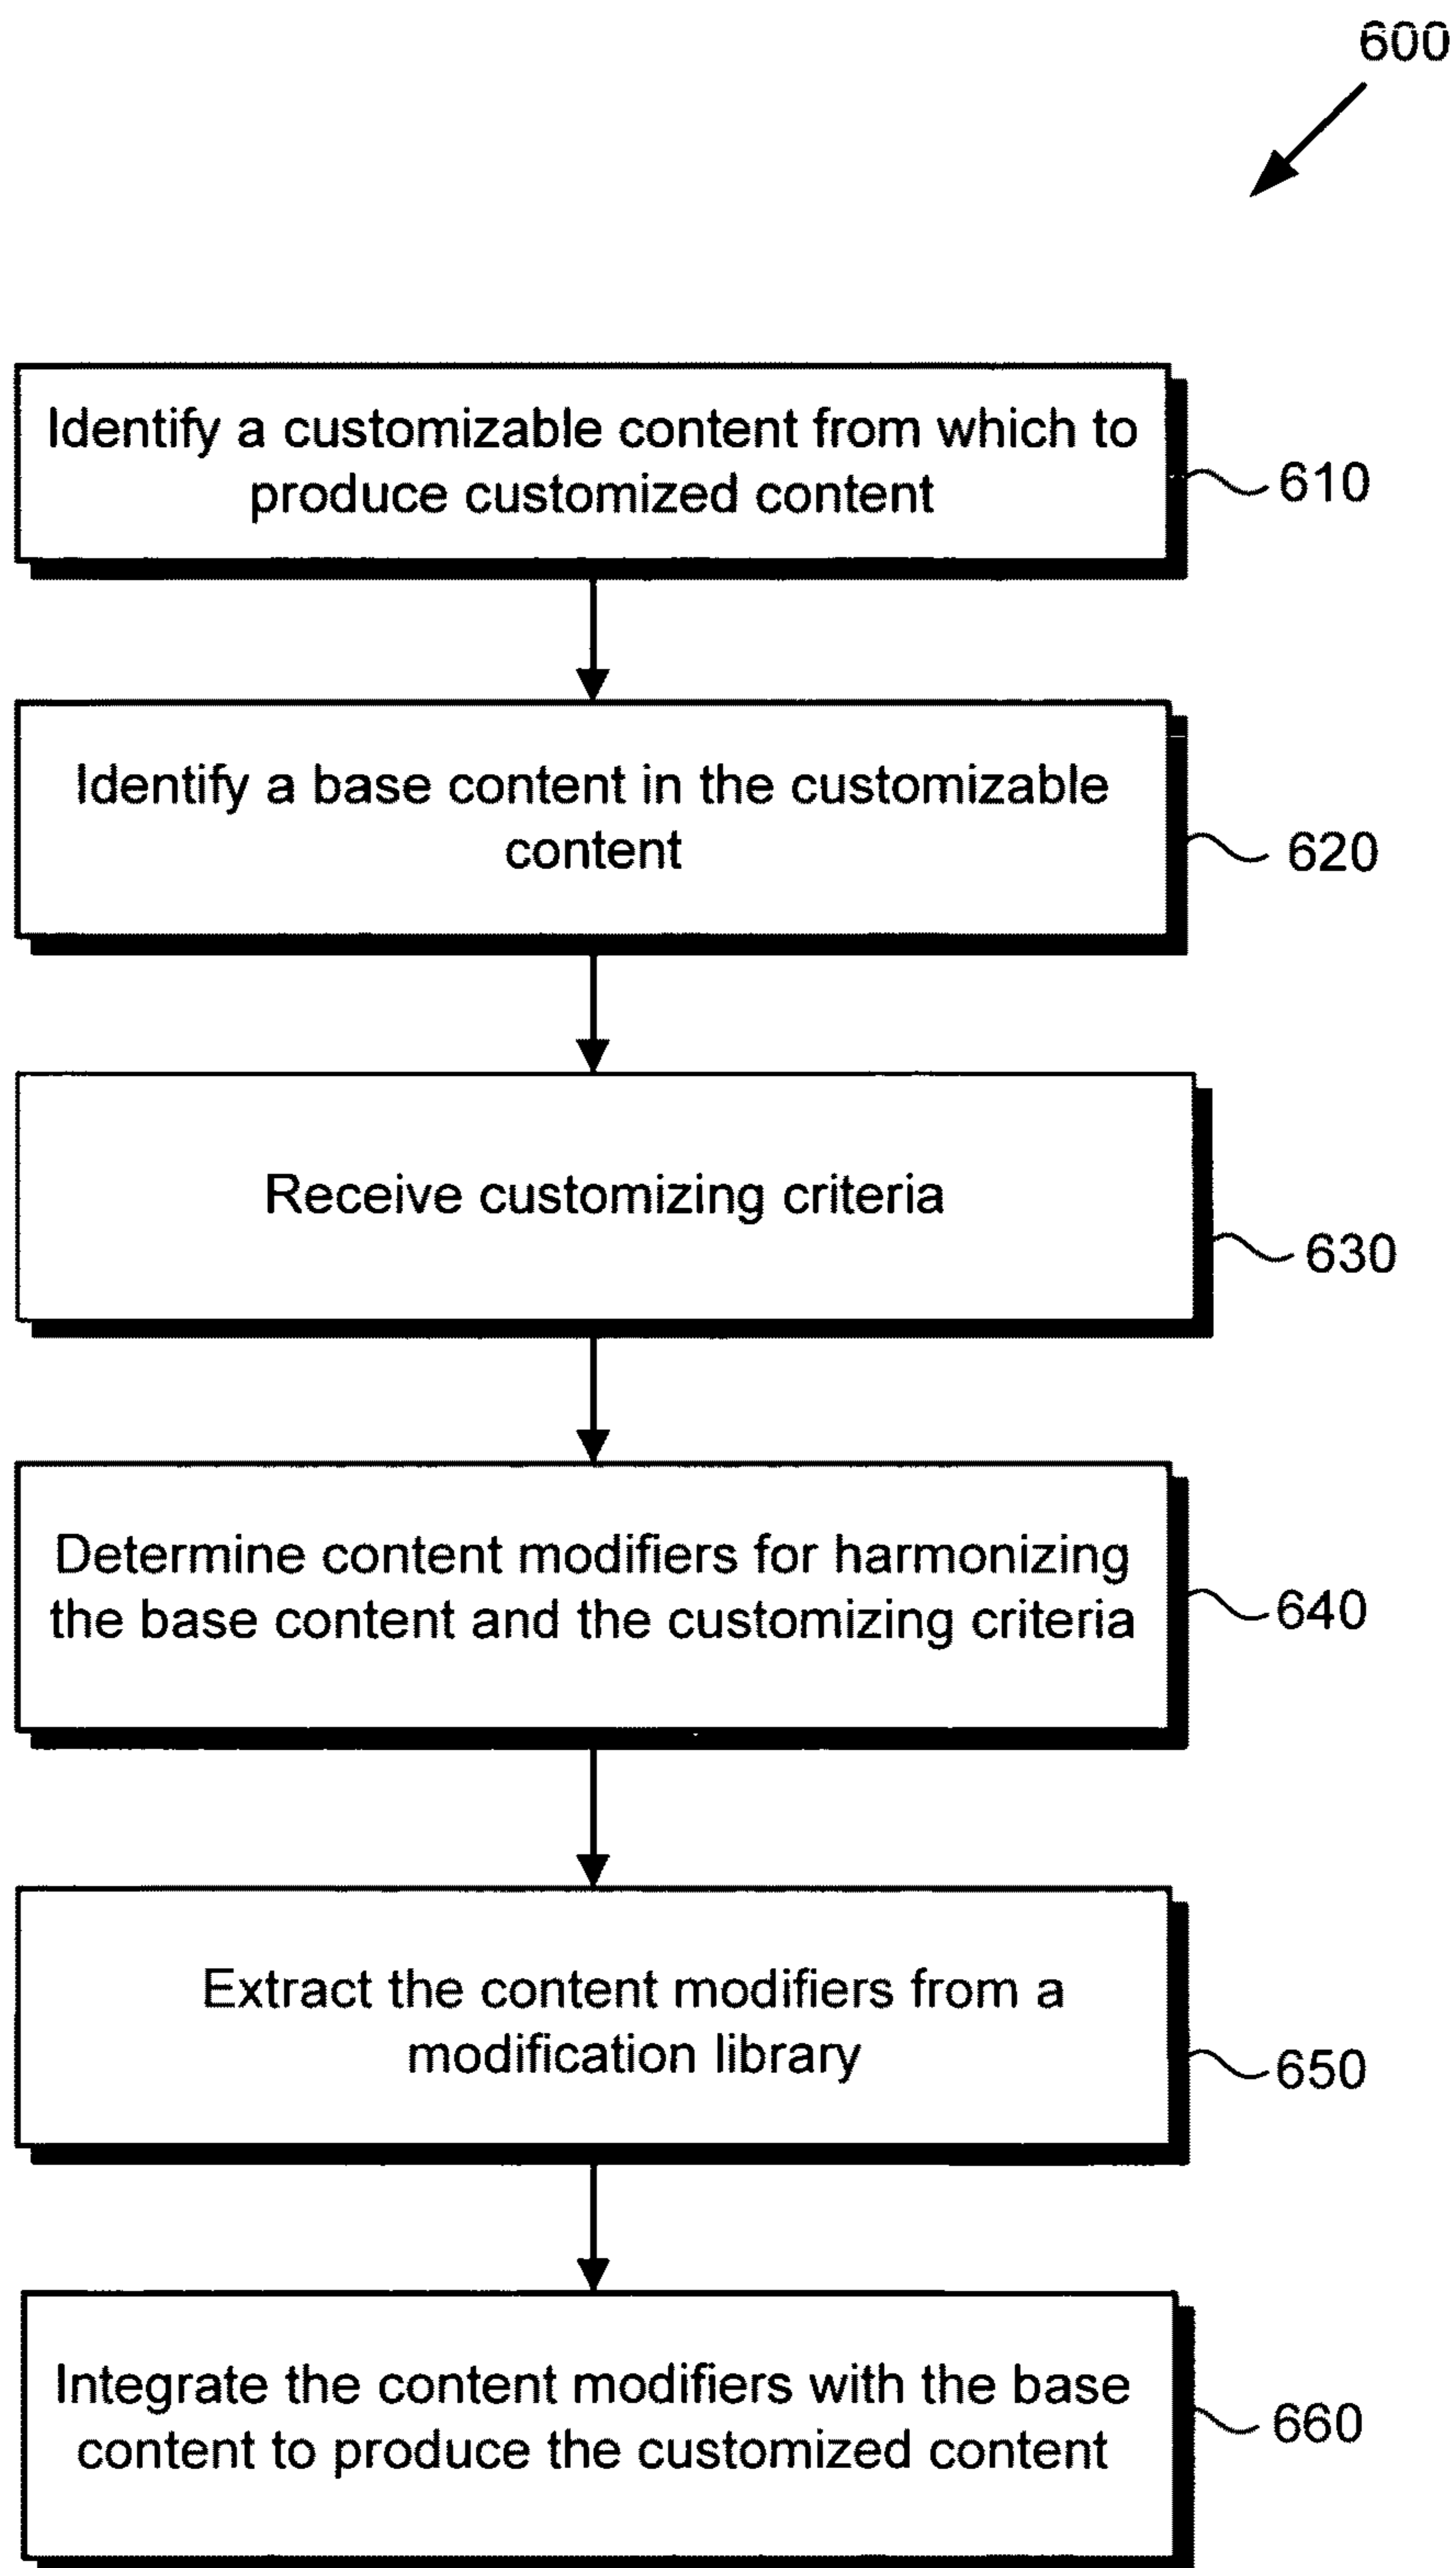 600
Identify a customizable content from which to
produce customized content
610
Identify a base content in the customizable
content
620
Receive customizing criteria
630
Determine content modifiers for harmonizing
the base content and the customizing criteria
640
Extract the content modifiers from a
modification library
650
Integrate the content modifiers with the base
content to produce the customized content
660